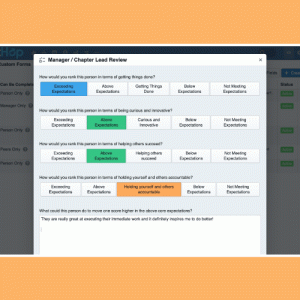 Manager / Chapter Lead Review
How would you rank this person in terms of getting things done?
Exceeding Expectations
Above Expectations
Getting Things Done
Below Expectations
Not Meeting Expectations
How would you rank this person in terms of being curious and innovative?
Exceeding Expectations
Above Expectations
Curious and Innovative
Below Expectations
Not Meeting Expectations
How would you rank this person in terms of helping others succeed?
Exceeding Expectations
Above Expectations
Helping others succeed
Below Expectations
Not Meeting Expectations
How would you rank this person in terms of holding yourself and others accountable?
Exceeding Expectations
Above Expectations
Holding yourself and others accountable
Below Expectations
Not Meeting Expectations
What could this person do to move one score higher in the above core expectations?
They are really great at executing their immediate work and it definitely inspires me to do better!
Custom Forms
Status